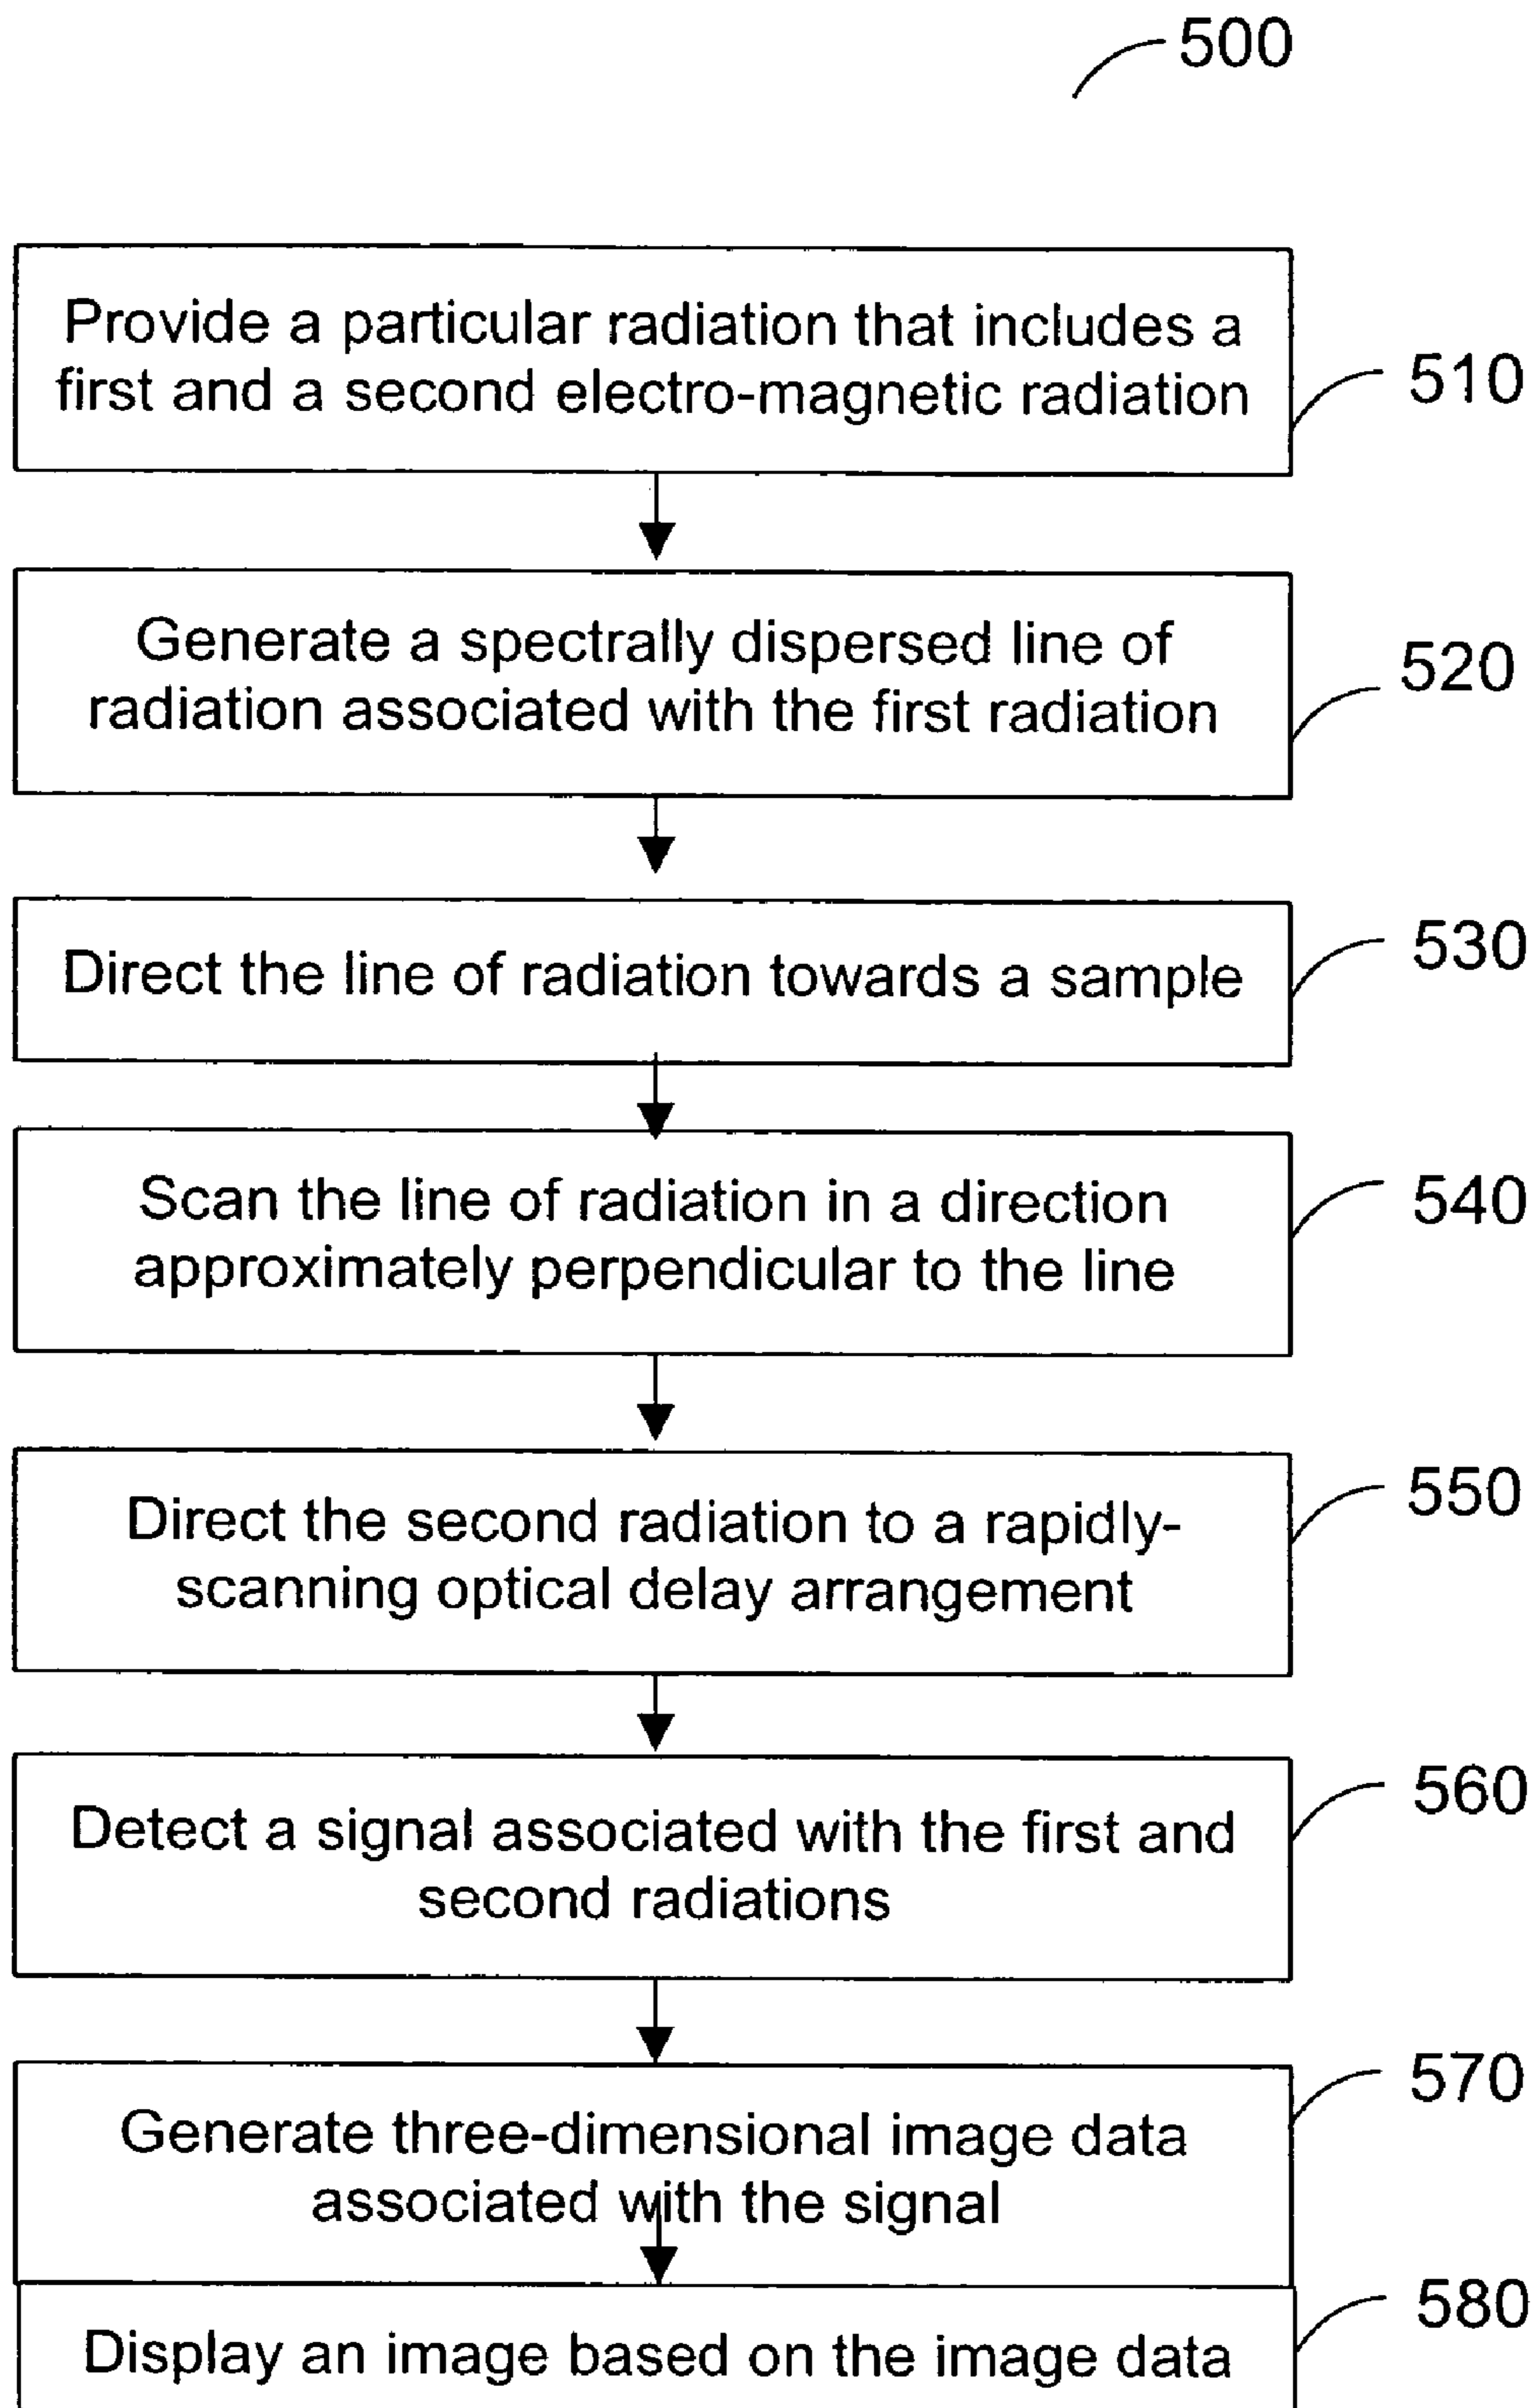 500
Provide a particular radiation that includes a
first and a second electro-magnetic radiation
510
Generate a spectrally dispersed line of
radiation associated with the first radiation
520
Direct the line of radiation towards a sample
530
Scan the line of radiation in a direction
approximately perpendicular to the line
540
Direct the second radiation to a rapidly-
scanning optical delay arrangement
550
Detect a signal associated with the first and
second radiations
560
Generate three-dimensional image data
associated with the signal
570
Display an image based on the image data
580